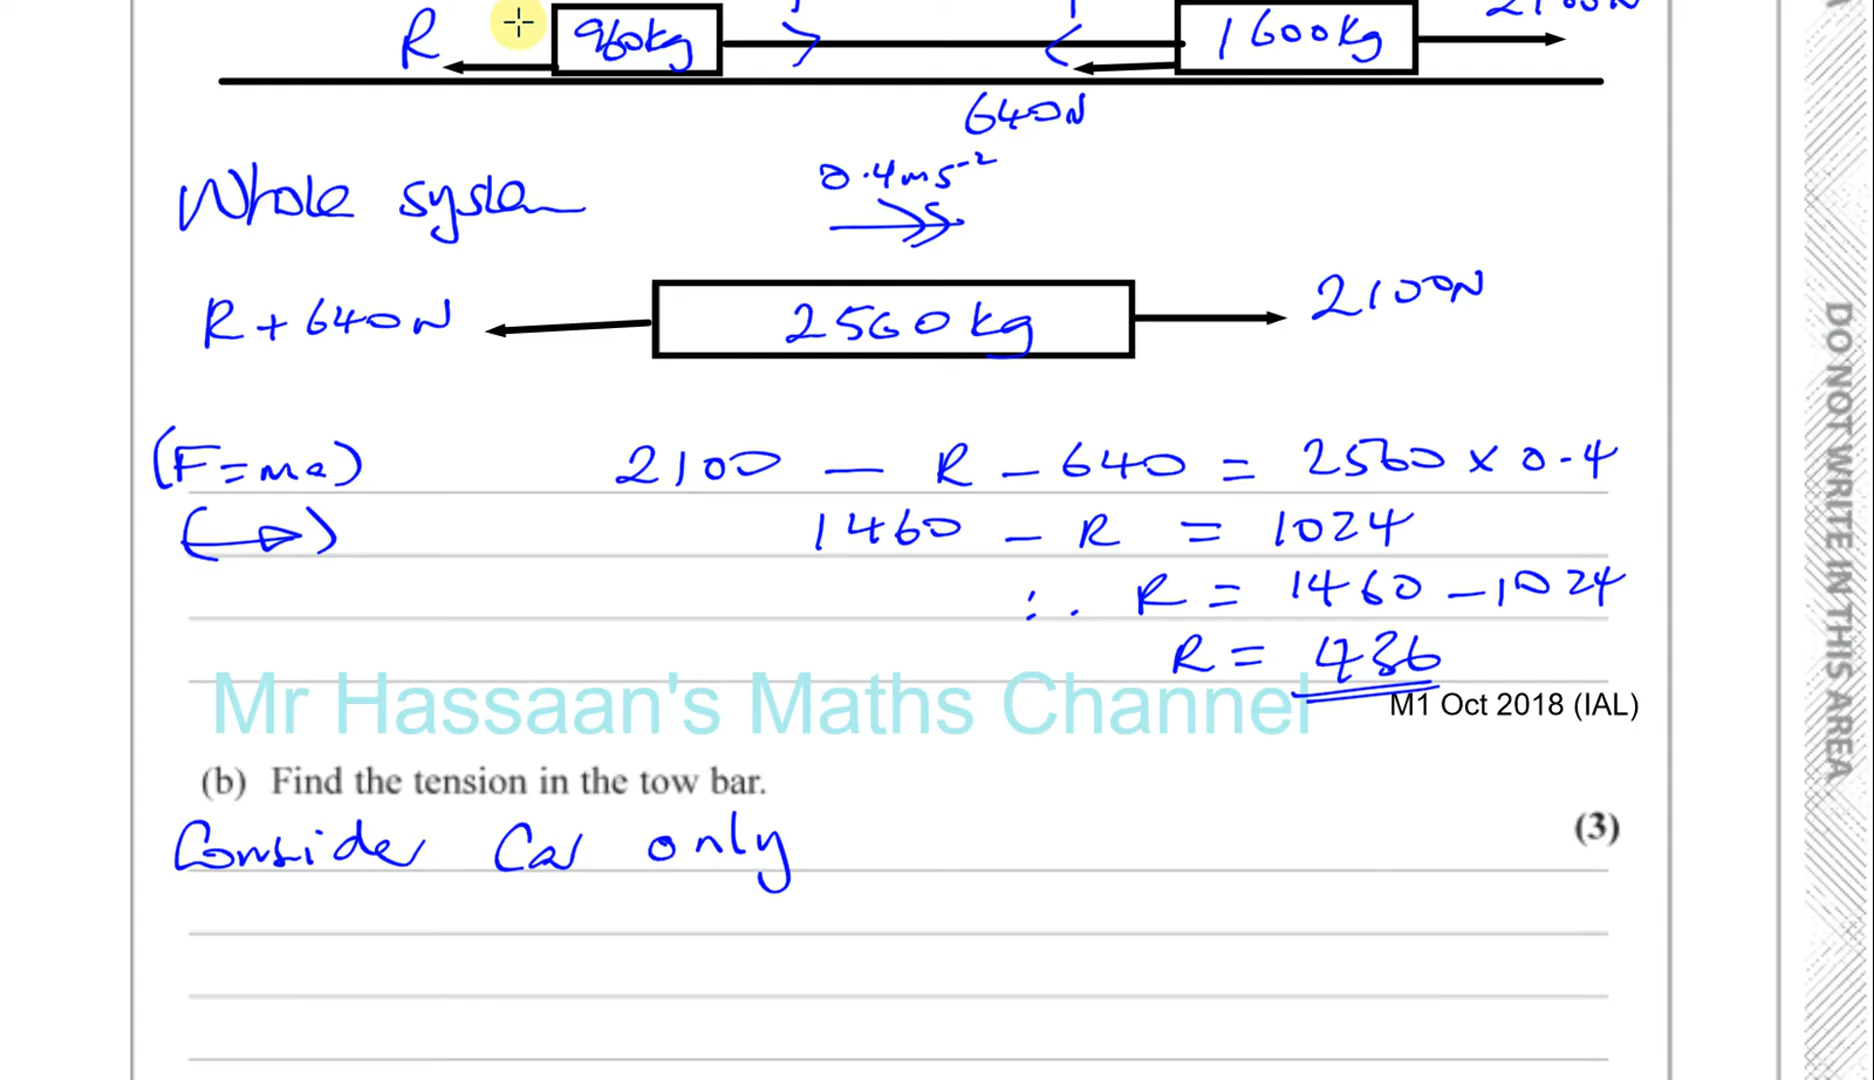 R 960kg 1600kg 2100N
640N
Whole system
0.4ms⁻²
R + 640N 2560kg 2100N
(F=ma) 2100 – R – 640 = 2560 × 0.4
(→) 1460 – R = 1024
∴ R = 1460 – 1024
R = 436
Mr Hassaan's Maths Channel
M1 Oct 2018 (IAL)
(b) Find the tension in the tow bar.
(3)
Consider Car only
DO NOT WRITE IN THIS AREA